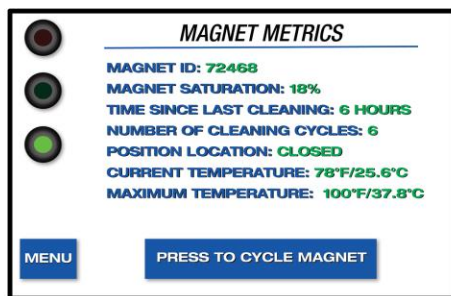 MAGNET METRICS
MAGNET ID: 72468
MAGNET SATURATION: 18%
TIME SINCE LAST CLEANING: 6 HOURS
NUMBER OF CLEANING CYCLES: 6
POSITION LOCATION: CLOSED
CURRENT TEMPERATURE: 78°F/25.6°C
MAXIMUM TEMPERATURE: 100°F/37.8°C
MENU
PRESS TO CYCLE MAGNET